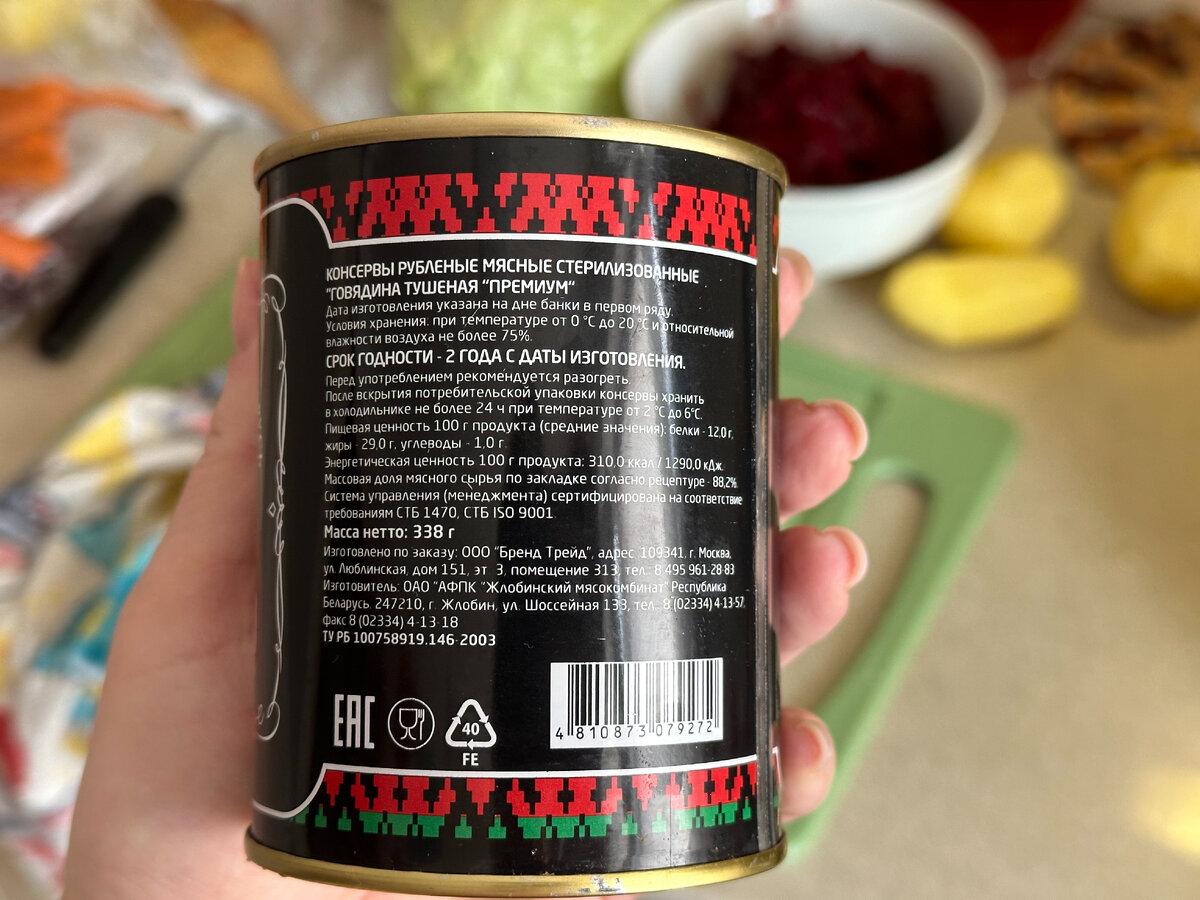 КОНСЕРВЫ РУБЛЕНЫЕ МЯСНЫЕ СТЕРИЛИЗОВАННЫЕ
"ГОВЯДИНА ТУШЕНАЯ "ПРЕМИУМ"
Дата изготовления указана на дне банки в первом ряду.
Условия хранения: при температуре от 0 °С до 20 °С и относительной
влажности воздуха не более 75%.
СРОК ГОДНОСТИ - 2 ГОДА С ДАТЫ ИЗГОТОВЛЕНИЯ.
Перед употреблением рекомендуется разогреть.
После вскрытия потребительской упаковки консервы хранить
в холодильнике не более 24 ч при температуре от 2 °С до 6°С.
Пищевая ценность 100 г продукта (средние значения): белки - 12,0 г,
жиры - 29,0 г, углеводы - 1,0 г.
Энергетическая ценность 100 г продукта: 310,0 ккал / 1290,0 кДж.
Массовая доля мясного сырья по закладке согласно рецептуре - 88,2%.
Система управления (менеджмента) сертифицирована на соответствие
требованиям СТБ 1470, СТБ ISO 9001.
Масса нетто: 338 г
Изготовлено по заказу: ООО "Бренд Трейд", адрес: 109341, г. Москва,
ул. Люблинская, дом 151, эт. 3, помещение 313, тел.: 8 495 961-28-83
Изготовитель: ОАО "АФПК "Жлобинский мясокомбинат" Республика
Беларусь, 247210, г. Жлобин, ул. Шоссейная 133, тел.: 8 (02334) 4-13-57,
факс 8 (02334) 4-13-18
ТУ РБ 100758919.146-2003
ЕАС
40
FE
4 810873 079272